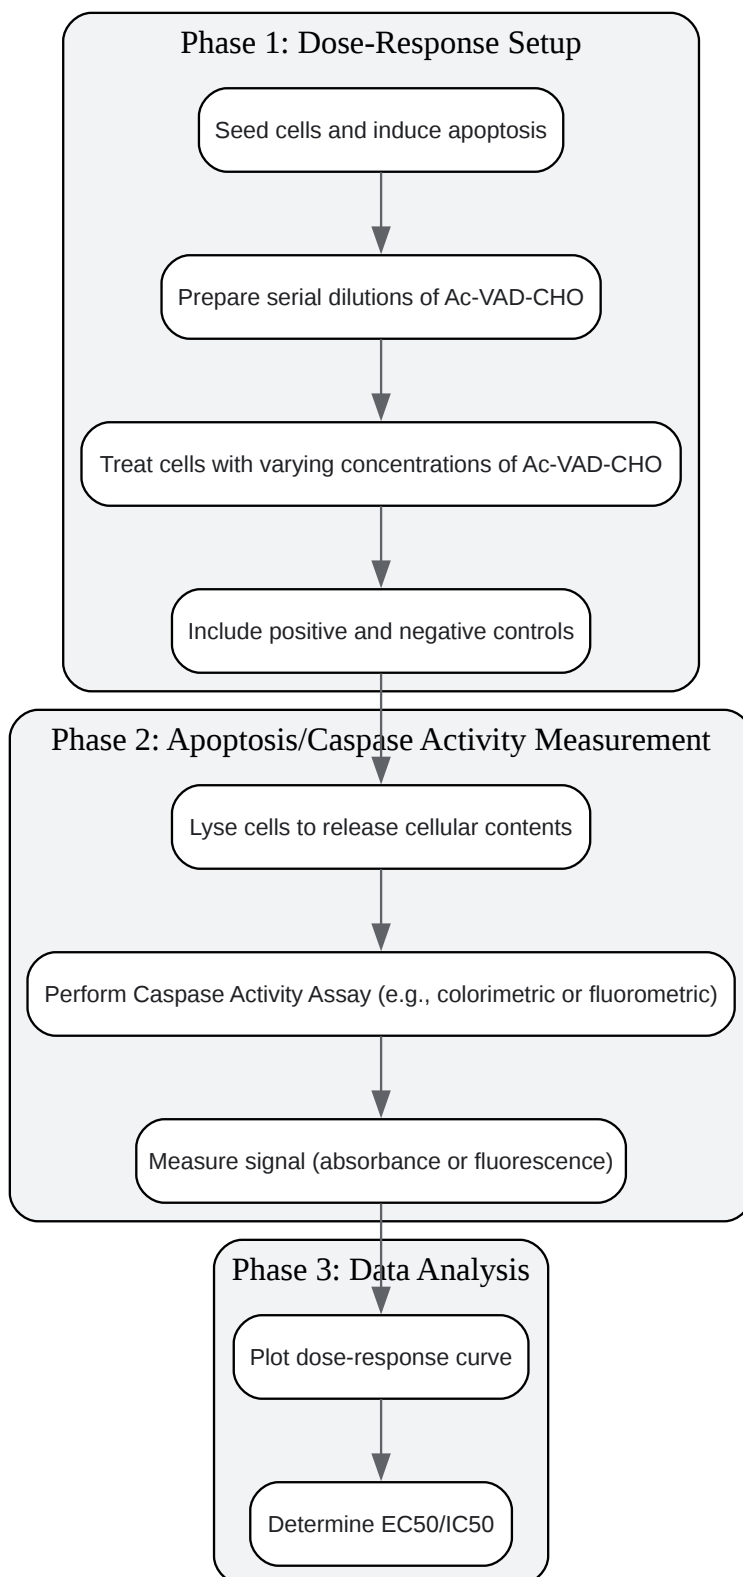 Phase 1: Dose-Response Setup
Seed cells and induce apoptosis
Prepare serial dilutions of Ac-VAD-CHO
Treat cells with varying concentrations of Ac-VAD-CHO
Include positive and negative controls
Phase 2: Apoptosis/Caspase Activity Measurement
Lyse cells to release cellular contents
Perform Caspase Activity Assay (e.g., colorimetric or fluorometric)
Measure signal (absorbance or fluorescence)
Phase 3: Data Analysis
Plot dose-response curve
Determine EC50/IC50